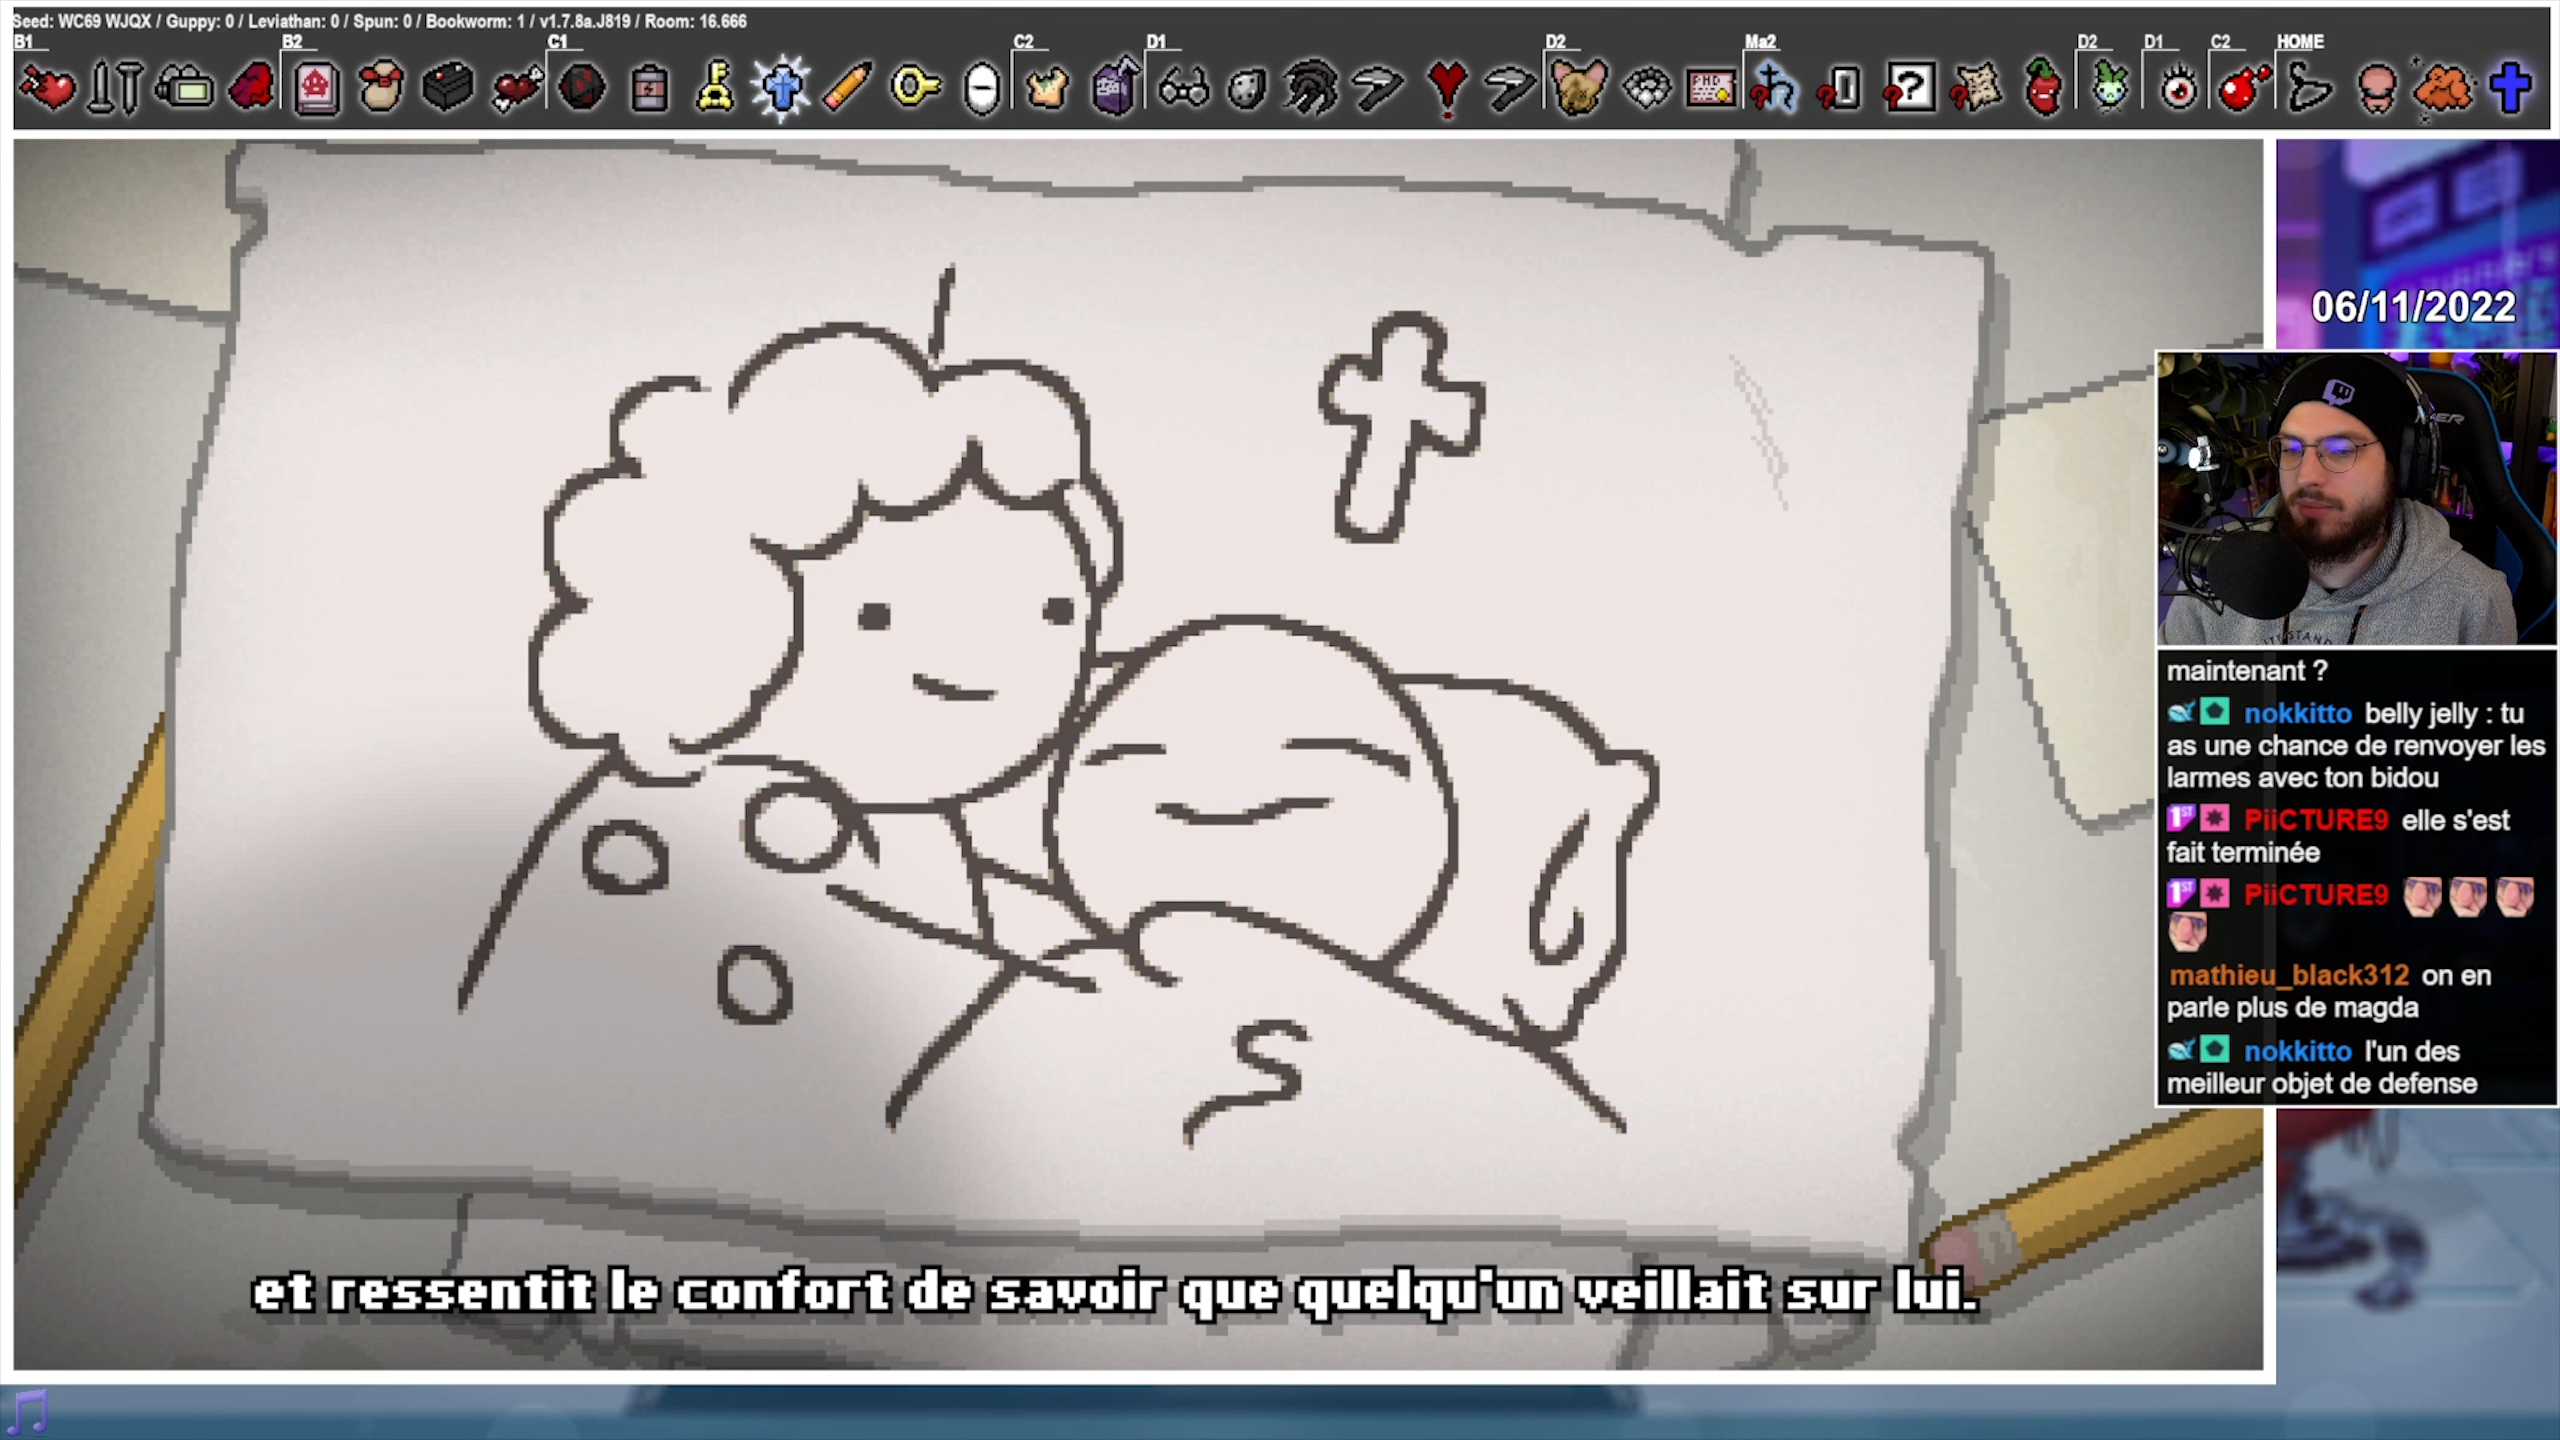 Seed: WC69 WJQX / Guppy: 0 / Leviathan: 0 / Spun: 0 / Bookworm: 1 / v1.7.8a.J819 / Room: 16.666
B1 B2 C1 C2 D1 D2 Ma2 D2 D1 C2 HOME
PHD
06/11/2022
maintenant ?
nokkitto belly jelly : tu
as une chance de renvoyer les
larmes avec ton bidou
1ST PiiCTURE9 elle s'est
fait terminée
1ST PiiCTURE9
mathieu_black312 on en
parle plus de magda
nokkitto l'un des
meilleur objet de defense
S
et ressentit le confort de savoir que quelqu'un veillait sur lui.